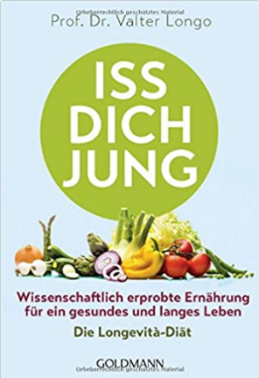 Urheberrechtlich geschütztes Material
Prof. Dr. Valter Longo
ISS
DICH
JUNG
Wissenschaftlich erprobte Ernährung
für ein gesundes und langes Leben
Die Longevità-Diät
GOLDMANN
Urheberrechtlich geschütztes Material